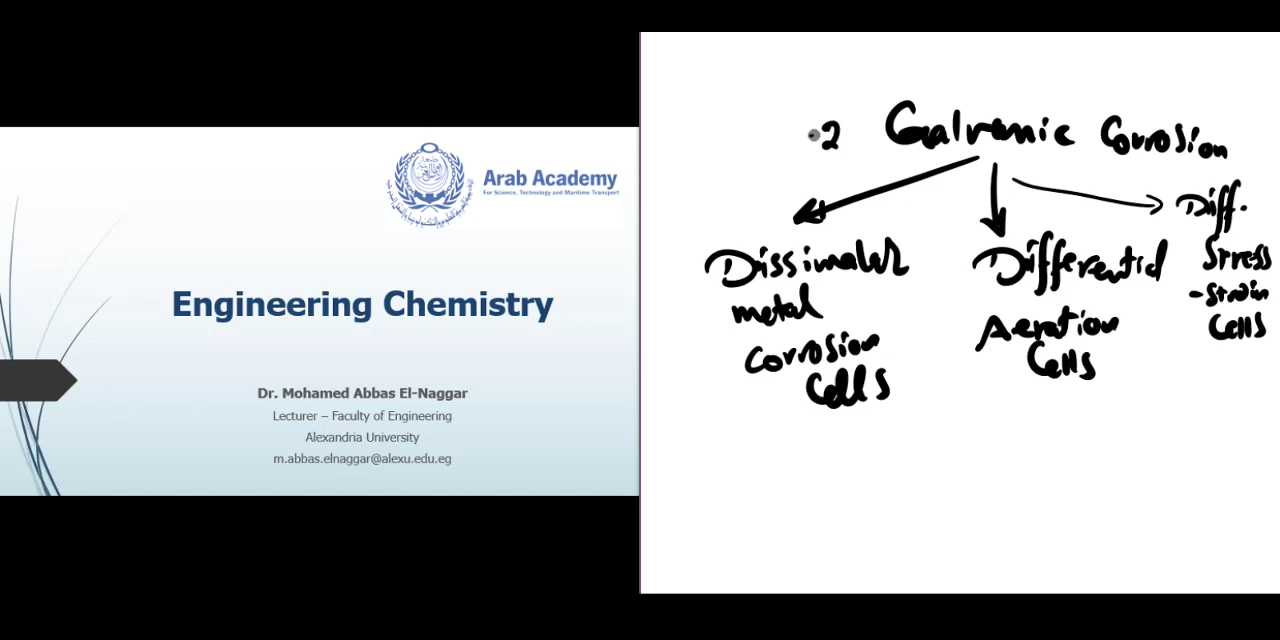 Arab Academy
For Science, Technology and Maritime Transport
Engineering Chemistry
Dr. Mohamed Abbas El-Naggar
Lecturer – Faculty of Engineering
Alexandria University
m.abbas.elnaggar@alexu.edu.eg
2 Galvanic Corrosion
Dissimaler
metal
Corrosion
Cells
Differential
Aeration
Cells
Diff.
Stress
-Strain
Cells